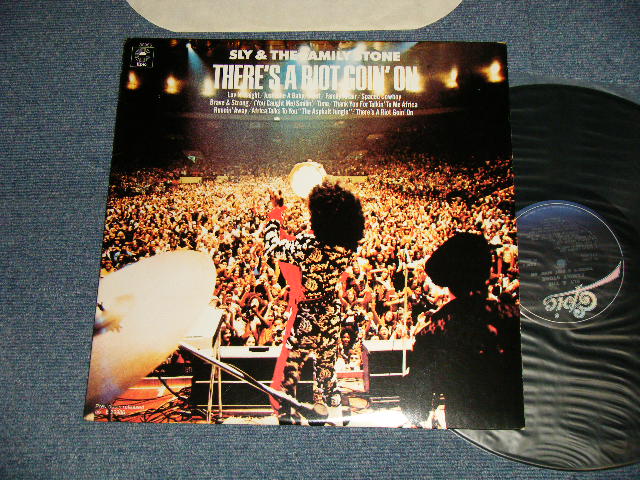 Epic
SLY & THE FAMILY STONE
THERE'S A RIOT GOIN' ON
Luv N' Haight / Just Like A Baby / Poet / Family Affair / Spaced Cowboy
Brave & Strong / (You Caught Me) Smilin' / Time / Thank You For Talkin' To Me Africa
Runnin' Away / Africa Talks To You "The Asphalt Jungle" / There's A Riot Goin' On
Epic